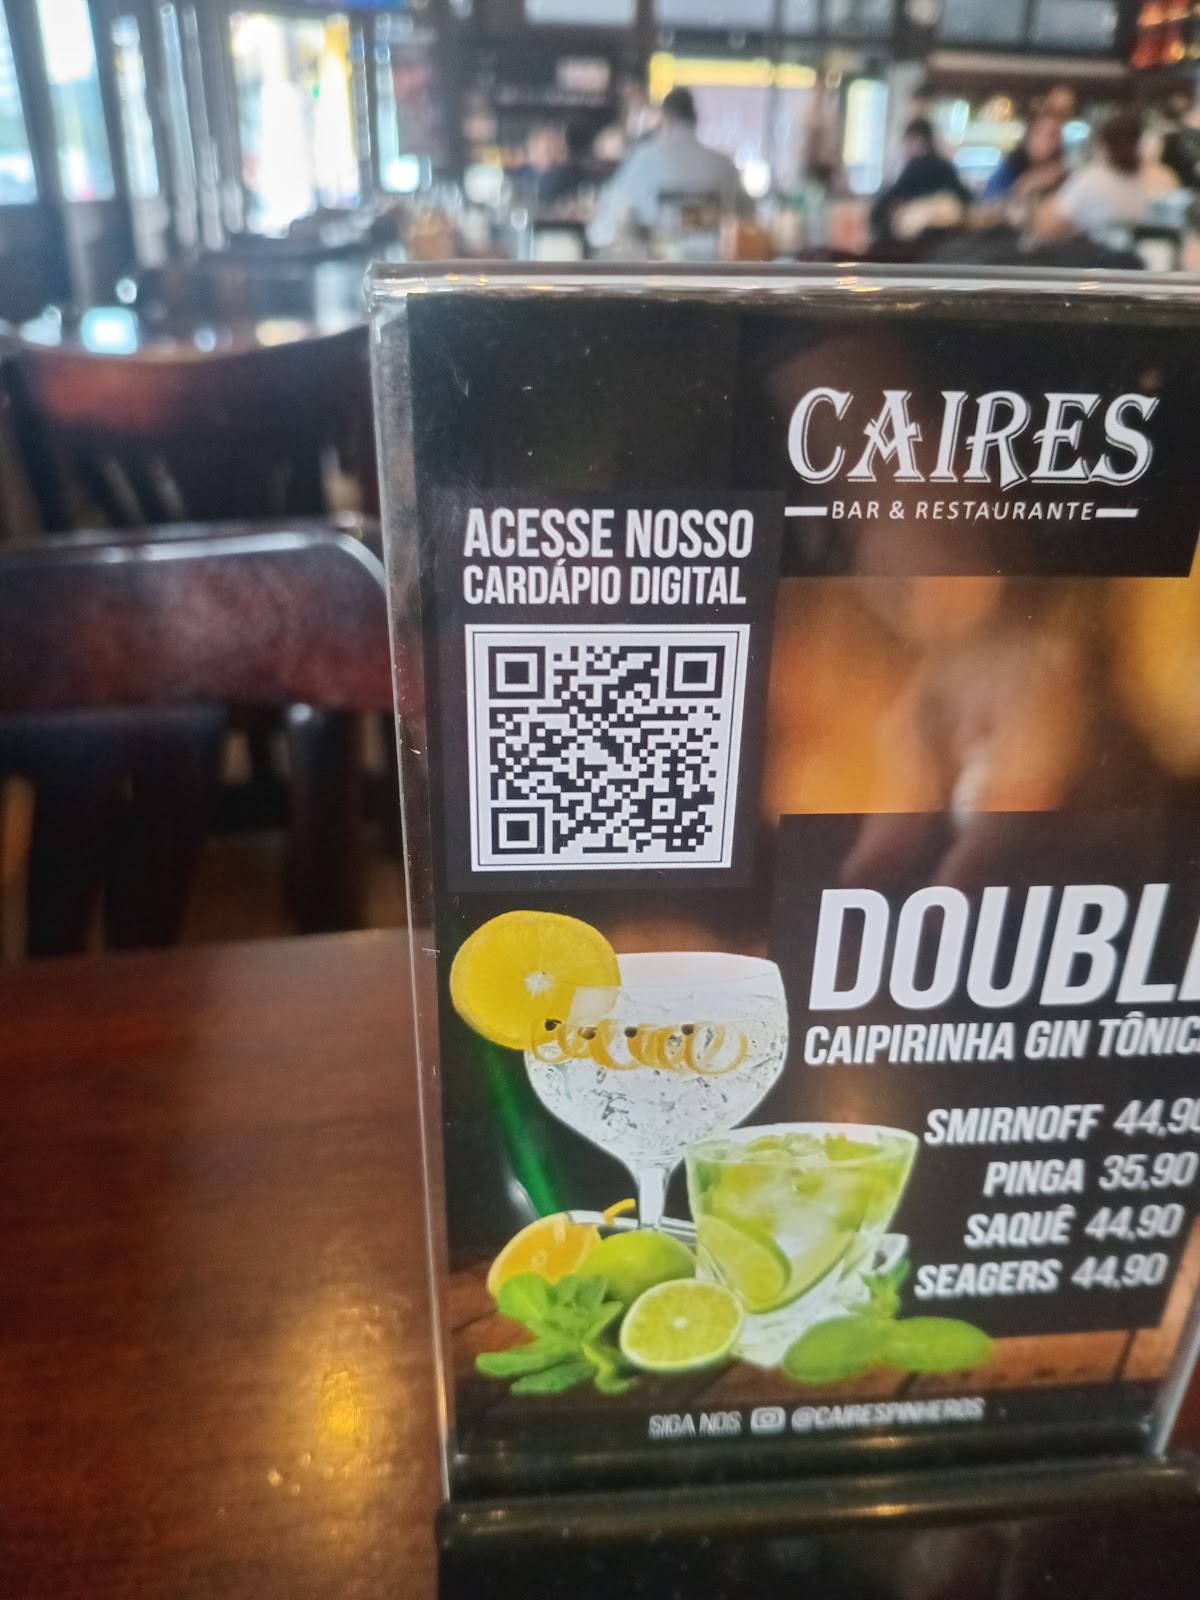 CAIRES
BAR & RESTAURANTE
ACESSE NOSSO
CARDÁPIO DIGITAL
DOUBL
CAIPIRINHA GIN TÔNIC
SMIRNOFF 44,90
PINGA 35,90
SAQUÊ 44,90
SEAGERS 44,90
SIGA NOS @CAIRESPINHEIROS